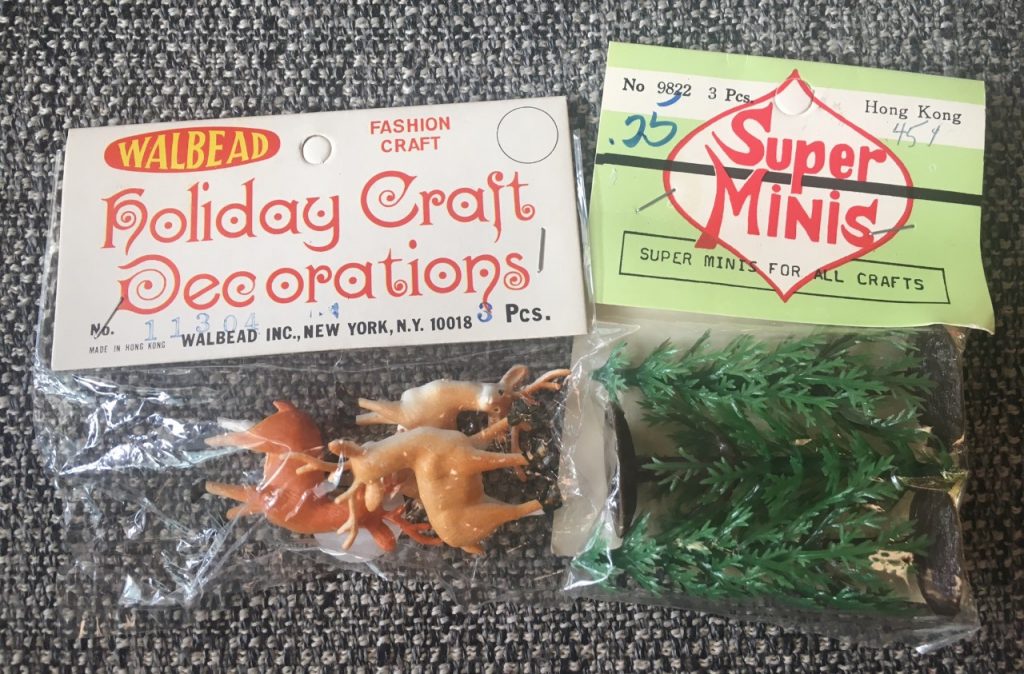 WALBEAD
FASHION
CRAFT
Holiday Craft
Decorations
No. 11304 3 Pcs.
MADE IN HONG KONG WALBEAD INC., NEW YORK, N.Y. 10018
No 9822 3 Pcs. Hong Kong
.25 45¢
Super
Minis
SUPER MINIS FOR ALL CRAFTS